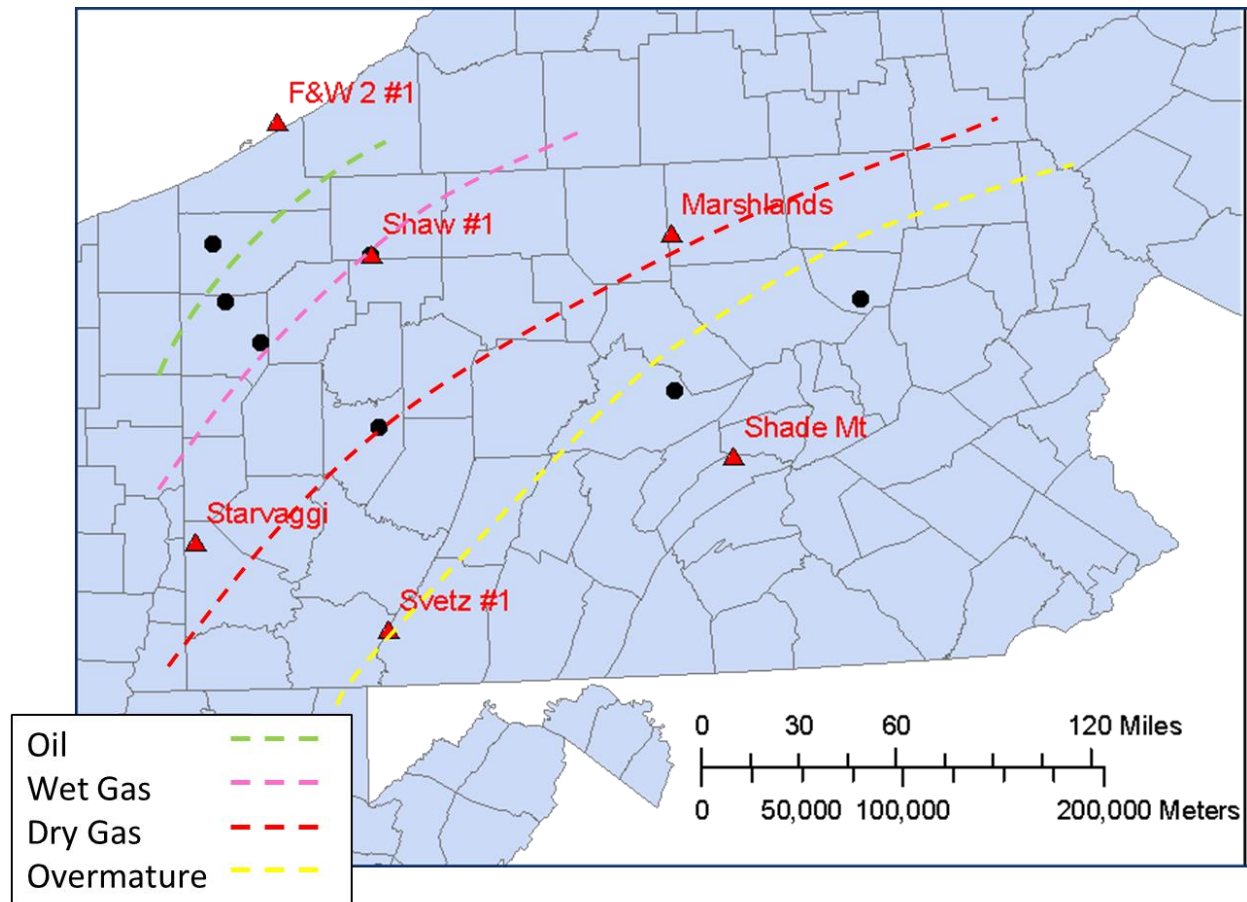 F&W 2 #1
Shaw #1
Marshlands
Shade Mt
Starvaggi
Svetz #1
0 30 60 120 Miles
0 50,000 100,000 200,000 Meters
Oil
Wet Gas
Dry Gas
Overmature